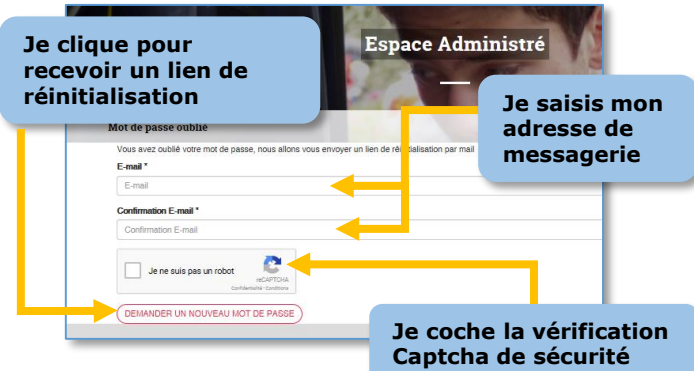 Je clique pour
recevoir un lien de
réinitialisation
Espace Administré
Je saisis mon
adresse de
messagerie
Mot de passe oublié
Vous avez oublié votre mot de passe, nous allons vous envoyer un lien de réinitialisation par mail
E-mail *
E-mail
Confirmation E-mail *
Confirmation E-mail
Je ne suis pas un robot
reCAPTCHA
Confidentialité - Conditions
DEMANDER UN NOUVEAU MOT DE PASSE
Je coche la vérification
Captcha de sécurité